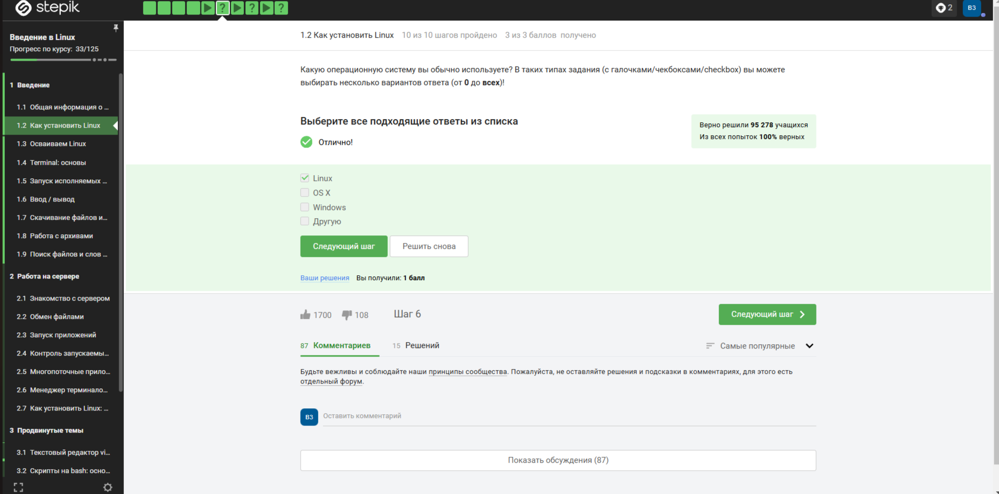 stepik
? ? ?
2
ВЗ
Введение в Linux
Прогресс по курсу: 33/125
1 Введение
1.1 Общая информация о ...
1.2 Как установить Linux
1.3 Осваиваем Linux
1.4 Terminal: основы
1.5 Запуск исполняемых ...
1.6 Ввод / вывод
1.7 Скачивание файлов и...
1.8 Работа с архивами
1.9 Поиск файлов и слов ...
2 Работа на сервере
2.1 Знакомство с сервером
2.2 Обмен файлами
2.3 Запуск приложений
2.4 Контроль запускаемы...
2.5 Многопоточные прило...
2.6 Менеджер терминало...
2.7 Как установить Linux: ...
3 Продвинутые темы
3.1 Текстовый редактор vi...
3.2 Скрипты на bash: осно...
1.2 Как установить Linux 10 из 10 шагов пройдено 3 из 3 баллов получено
Какую операционную систему вы обычно используете? В таких типах задания (с галочками/чекбоксами/checkbox) вы можете
выбирать несколько вариантов ответа (от 0 до всех)!
Выберите все подходящие ответы из списка
Отлично!
Верно решили 95 278 учащихся
Из всех попыток 100% верных
Linux
OS X
Windows
Другую
Следующий шаг Решить снова
Ваши решения Вы получили: 1 балл
1700 108 Шаг 6 Следующий шаг
87 Комментариев 15 Решений Самые популярные
Будьте вежливы и соблюдайте наши принципы сообщества. Пожалуйста, не оставляйте решения и подсказки в комментариях, для этого есть
отдельный форум.
ВЗ Оставить комментарий
Показать обсуждения (87)